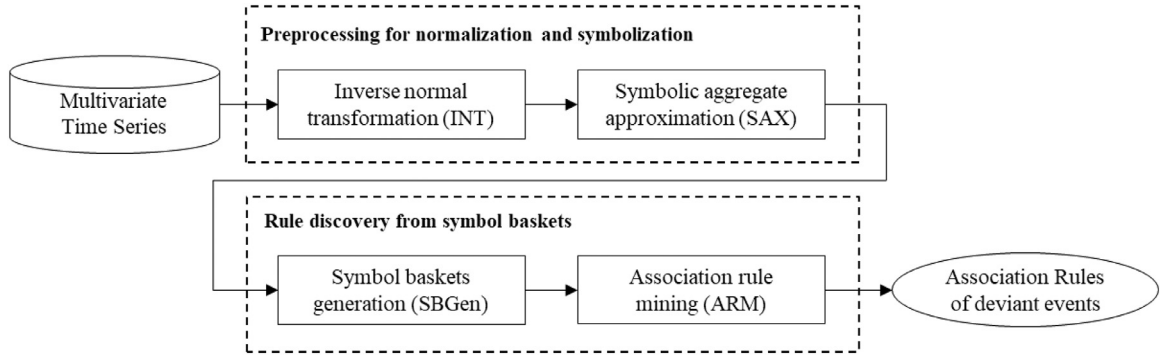 Preprocessing for normalization and symbolization
Multivariate
Time Series
Inverse normal
transformation (INT)
Symbolic aggregate
approximation (SAX)
Rule discovery from symbol baskets
Symbol baskets
generation (SBGen)
Association rule
mining (ARM)
Association Rules
of deviant events